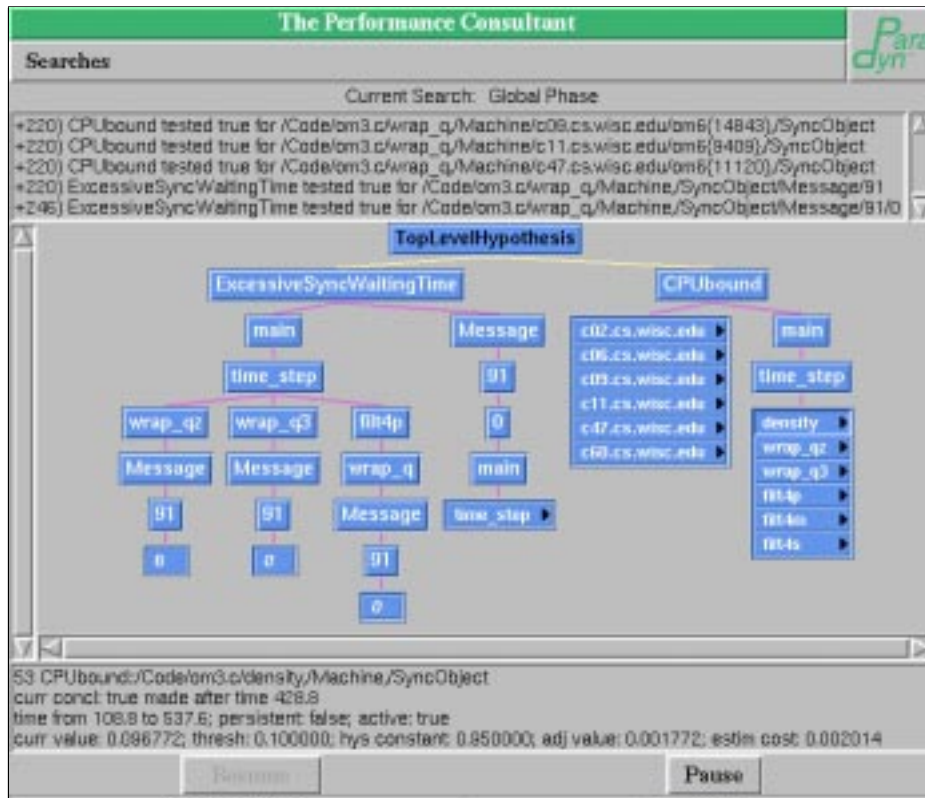 The Performance Consultant
Para
dyn
Searches
Current Search: Global Phase
+220) CPUbound tested true for /Code/om3.c/wrap_q,/Machine/c09.cs.wisc.edu/om6{14843},/SyncObject
+220) CPUbound tested true for /Code/om3.c/wrap_q,/Machine/c11.cs.wisc.edu/om6{9409},/SyncObject
+220) CPUbound tested true for /Code/om3.c/wrap_q,/Machine/c47.cs.wisc.edu/om6{11120},/SyncObject
+220) ExcessiveSyncWaitingTime tested true for /Code/om3.c/wrap_q,/Machine,/SyncObject/Message/91
+246) ExcessiveSyncWaitingTime tested true for /Code/om3.c/wrap_q,/Machine,/SyncObject/Message/91/0
TopLevelHypothesis
ExcessiveSyncWaitingTime CPUbound
main Message c02.cs.wisc.edu main
c06.cs.wisc.edu
time_step 91 c09.cs.wisc.edu time_step
c11.cs.wisc.edu
wrap_qz wrap_q3 filt4p 0 c47.cs.wisc.edu density
c60.cs.wisc.edu wrap_qz
Message Message wrap_q main wrap_q3
filt4p
91 91 Message time_step filt4m
filt4s
0 0 91
0
53 CPUbound:/Code/om3.c/density,/Machine,/SyncObject
curr concl: true made after time 428.8
time from 108.8 to 537.6; persistent: false; active: true
curr value: 0.096772; thresh: 0.100000; hys constant: 0.950000; adj value: 0.001772; estim cost: 0.002014
Resume Pause